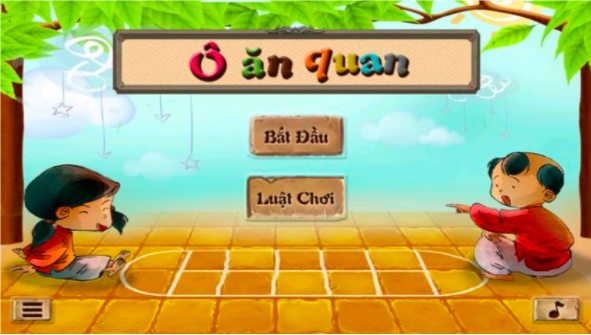 Ô ăn quan
Bắt Đầu
Luật Chơi